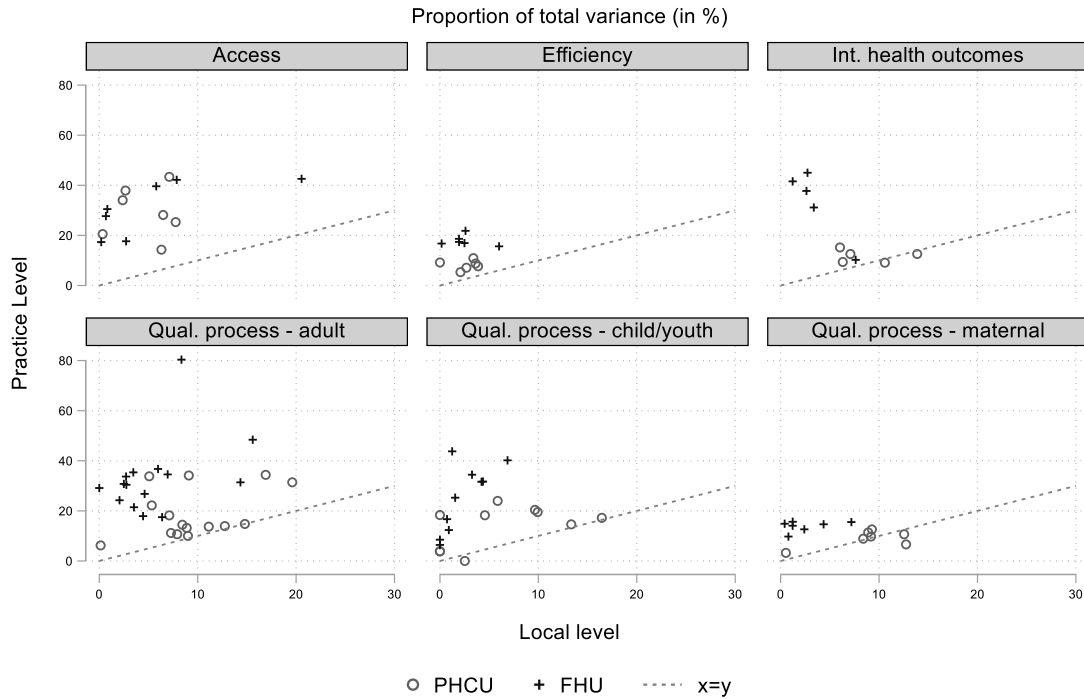 Proportion of total variance (in %)
Access Efficiency Int. health outcomes
80
60
40
20
0
Qual. process - adult Qual. process - child/youth Qual. process - maternal
80
60
40
20
0
0 10 20 30 0 10 20 30 0 10 20 30
Practice Level
Local level
PHCU FHU x=y